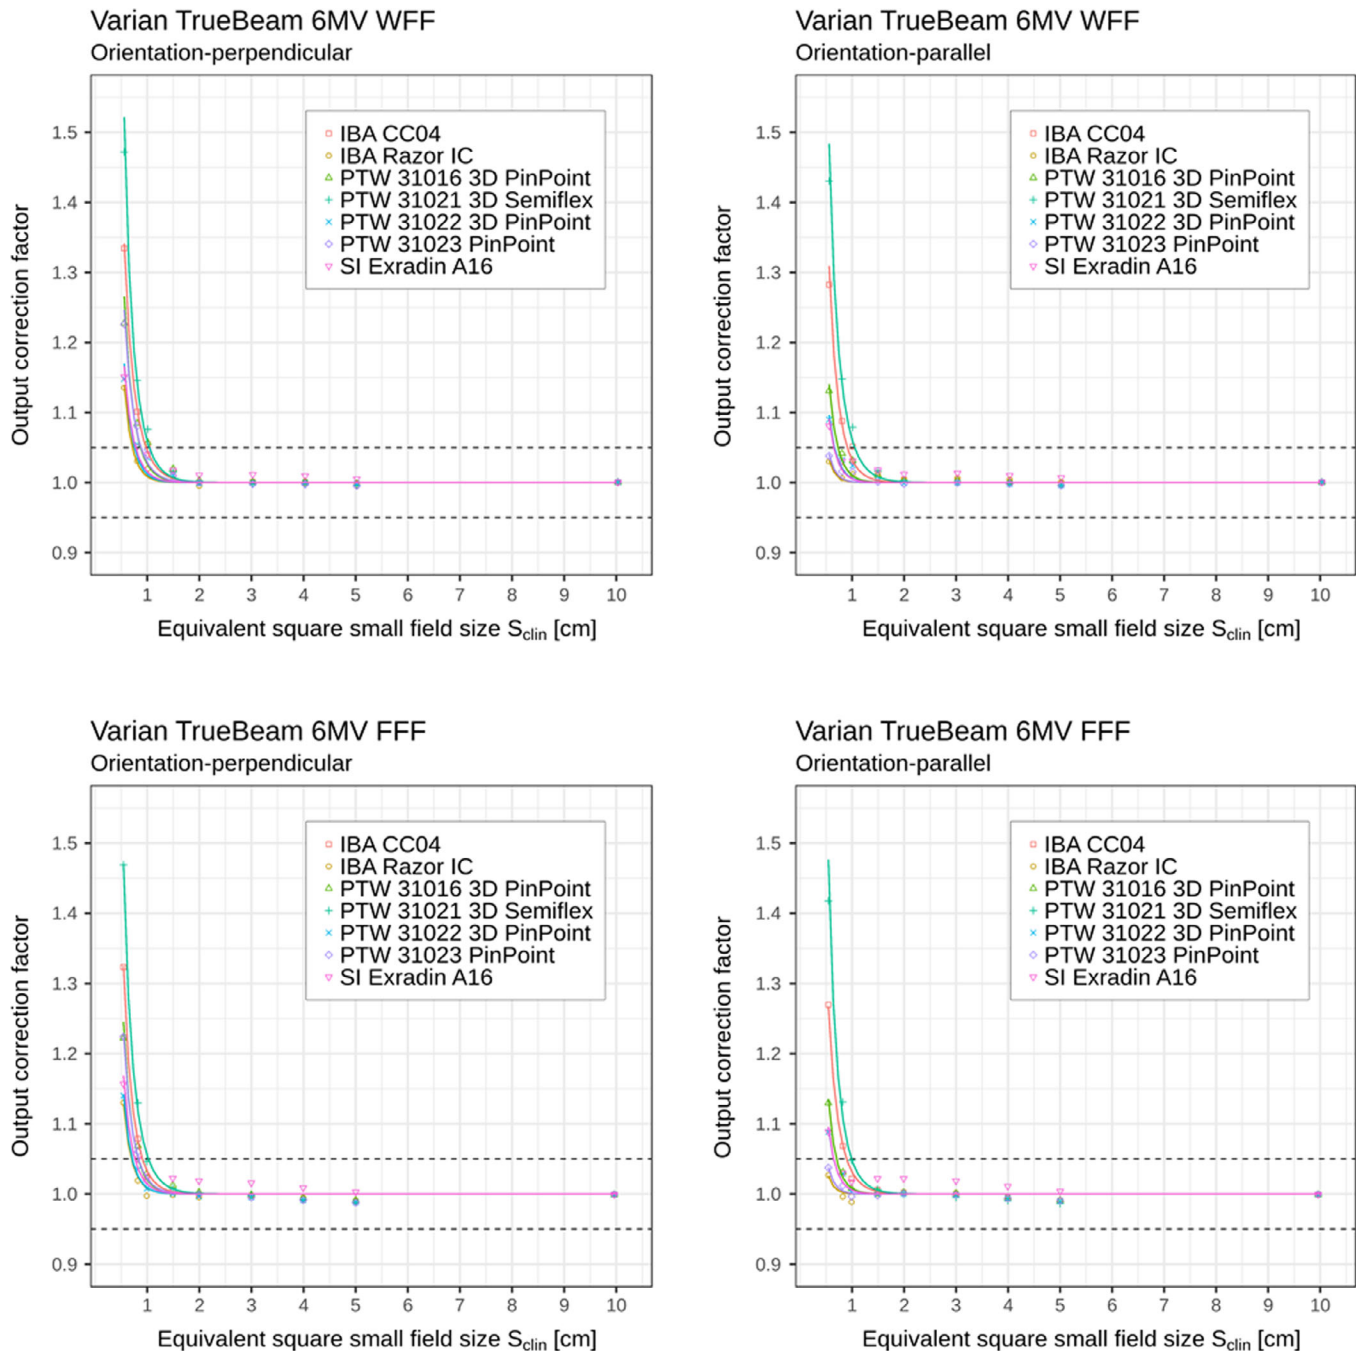 Varian TrueBeam 6MV WFF
Orientation-perpendicular
Output correction factor
1.5
1.4
1.3
1.2
1.1
1.0
0.9
IBA CC04
IBA Razor IC
PTW 31016 3D PinPoint
PTW 31021 3D Semiflex
PTW 31022 3D PinPoint
PTW 31023 PinPoint
SI Exradin A16
1 2 3 4 5 6 7 8 9 10
Equivalent square small field size Sclin [cm]
Varian TrueBeam 6MV WFF
Orientation-parallel
Output correction factor
1.5
1.4
1.3
1.2
1.1
1.0
0.9
IBA CC04
IBA Razor IC
PTW 31016 3D PinPoint
PTW 31021 3D Semiflex
PTW 31022 3D PinPoint
PTW 31023 PinPoint
SI Exradin A16
1 2 3 4 5 6 7 8 9 10
Equivalent square small field size Sclin [cm]
Varian TrueBeam 6MV FFF
Orientation-perpendicular
Output correction factor
1.5
1.4
1.3
1.2
1.1
1.0
0.9
IBA CC04
IBA Razor IC
PTW 31016 3D PinPoint
PTW 31021 3D Semiflex
PTW 31022 3D PinPoint
PTW 31023 PinPoint
SI Exradin A16
1 2 3 4 5 6 7 8 9 10
Equivalent square small field size Sclin [cm]
Varian TrueBeam 6MV FFF
Orientation-parallel
Output correction factor
1.5
1.4
1.3
1.2
1.1
1.0
0.9
IBA CC04
IBA Razor IC
PTW 31016 3D PinPoint
PTW 31021 3D Semiflex
PTW 31022 3D PinPoint
PTW 31023 PinPoint
SI Exradin A16
1 2 3 4 5 6 7 8 9 10
Equivalent square small field size Sclin [cm]